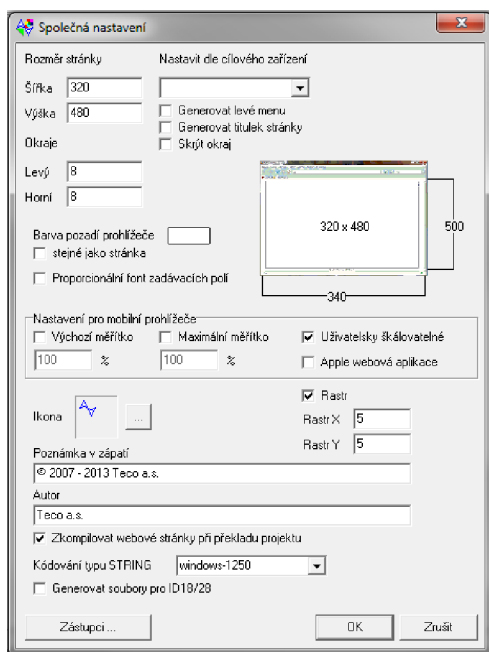 Společná nastavení
Rozměr stránky
Nastavit dle cílového zařízení
Šířka 320
Výška 480
Generovat levé menu
Generovat titulek stránky
Skrýt okraj
Okraje
Levý 8
Horní 8
320 x 480
500
340
Barva pozadí prohlížeče
stejné jako stránka
Proporcionální font zadávacích polí
Nastavení pro mobilní prohlížeče
Výchozí měřítko
Maximální měřítko
Uživatelsky škálovatelné
100 %
100 %
Apple webová aplikace
Ikona
...
Rastr
Rastr X 5
Rastr Y 5
Poznámka v zápatí
© 2007 - 2013 Teco a.s.
Autor
Teco a.s.
Zkompilovat webové stránky při překladu projektu
Kódování typu STRING windows-1250
Generovat soubory pro ID18/28
Zástupci ...
OK
Zrušit